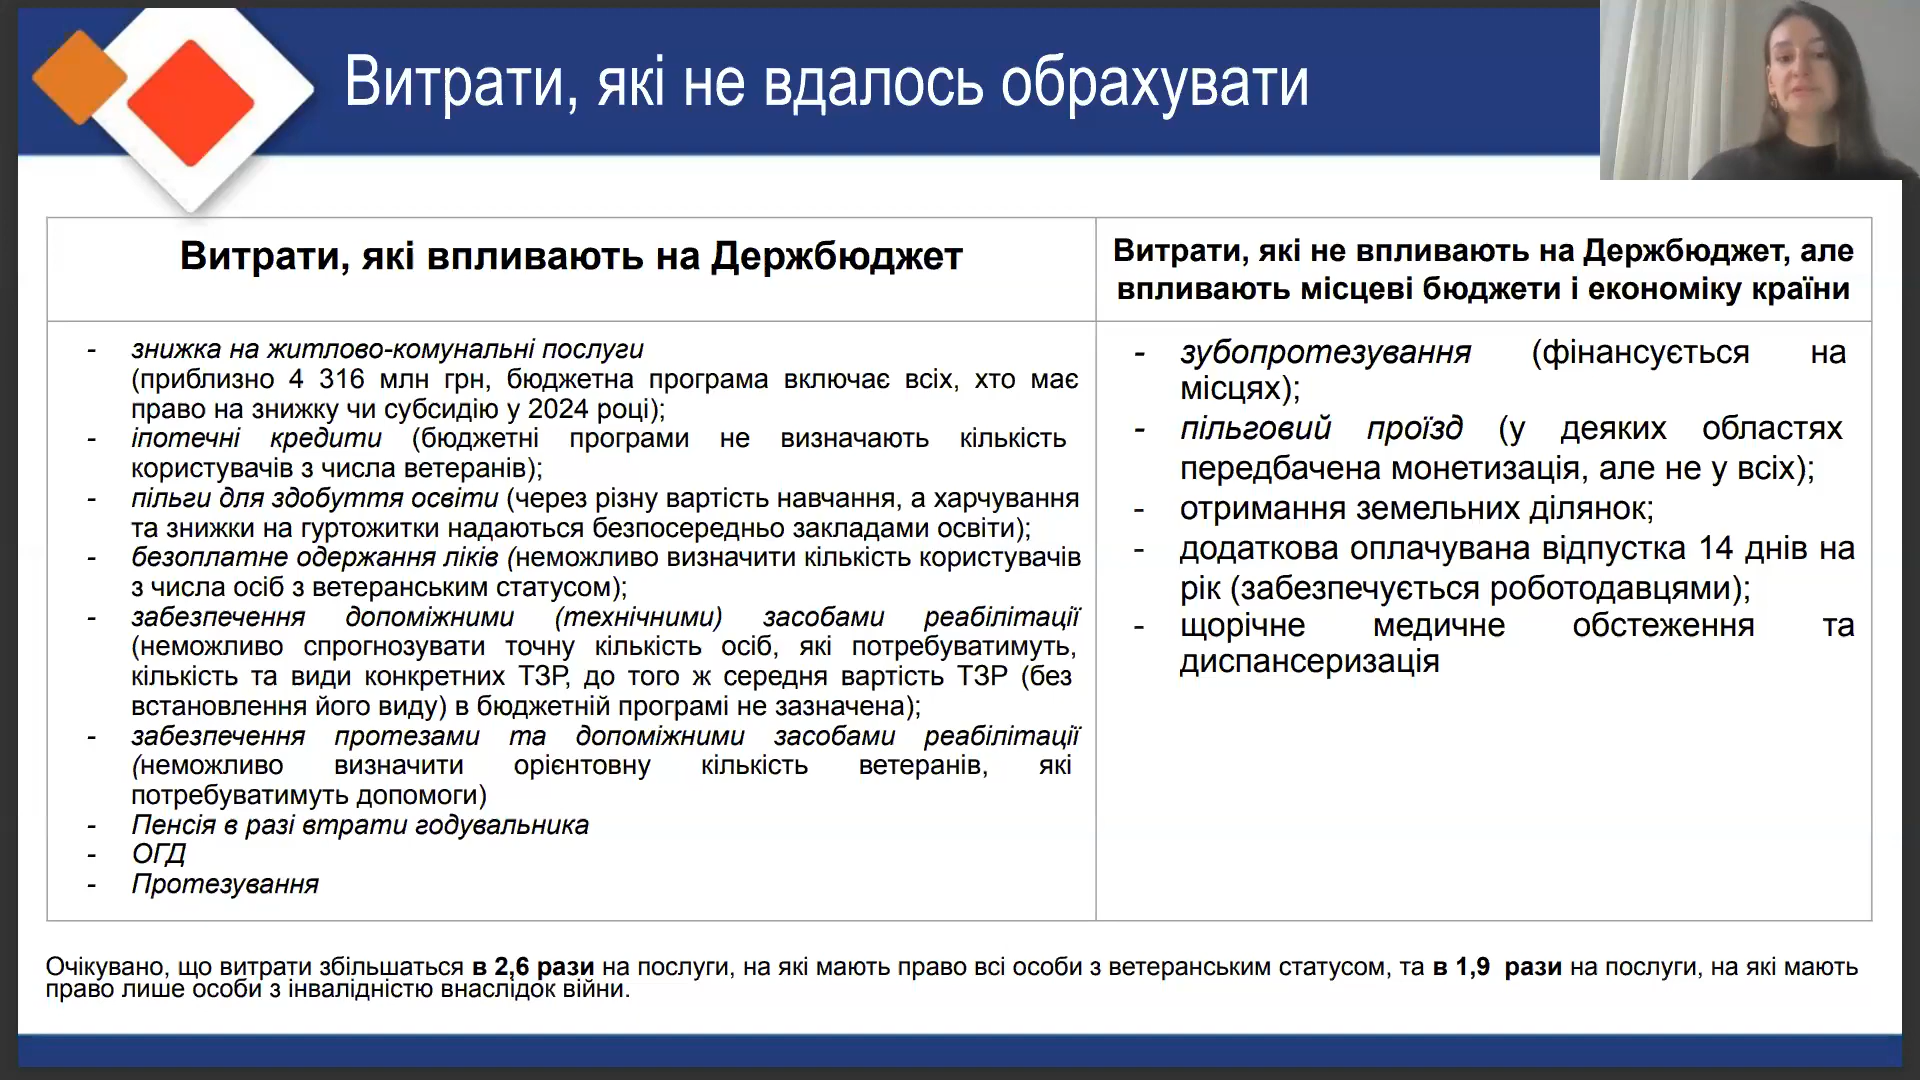 Витрати, які не вдалось обрахувати
Витрати, які впливають на Держбюджет
- знижка на житлово-комунальні послуги
(приблизно 4 316 млн грн, бюджетна програма включає всіх, хто має
право на знижку чи субсидію у 2024 році);
- іпотечні кредити (бюджетні програми не визначають кількість
користувачів з числа ветеранів);
- пільги для здобуття освіти (через різну вартість навчання, а харчування
та знижки на гуртожитки надаються безпосередньо закладами освіти);
- безоплатне одержання ліків (неможливо визначити кількість користувачів
з числа осіб з ветеранським статусом);
- забезпечення допоміжними (технічними) засобами реабілітації
(неможливо спрогнозувати точну кількість осіб, які потребуватимуть,
кількість та види конкретних ТЗР, до того ж середня вартість ТЗР (без
встановлення його виду) в бюджетній програмі не зазначена);
- забезпечення протезами та допоміжними засобами реабілітації
(неможливо визначити орієнтовну кількість ветеранів, які
потребуватимуть допомоги)
- Пенсія в разі втрати годувальника
- ОГД
- Протезування
Витрати, які не впливають на Держбюджет, але
впливають місцеві бюджети і економіку країни
- зубопротезування (фінансується на
місцях);
- пільговий проїзд (у деяких областях
передбачена монетизація, але не у всіх);
- отримання земельних ділянок;
- додаткова оплачувана відпустка 14 днів на
рік (забезпечується роботодавцями);
- щорічне медичне обстеження та
диспансеризація
Очікувано, що витрати збільшаться в 2,6 рази на послуги, на які мають право всі особи з ветеранським статусом, та в 1,9 рази на послуги, на які мають
право лише особи з інвалідністю внаслідок війни.